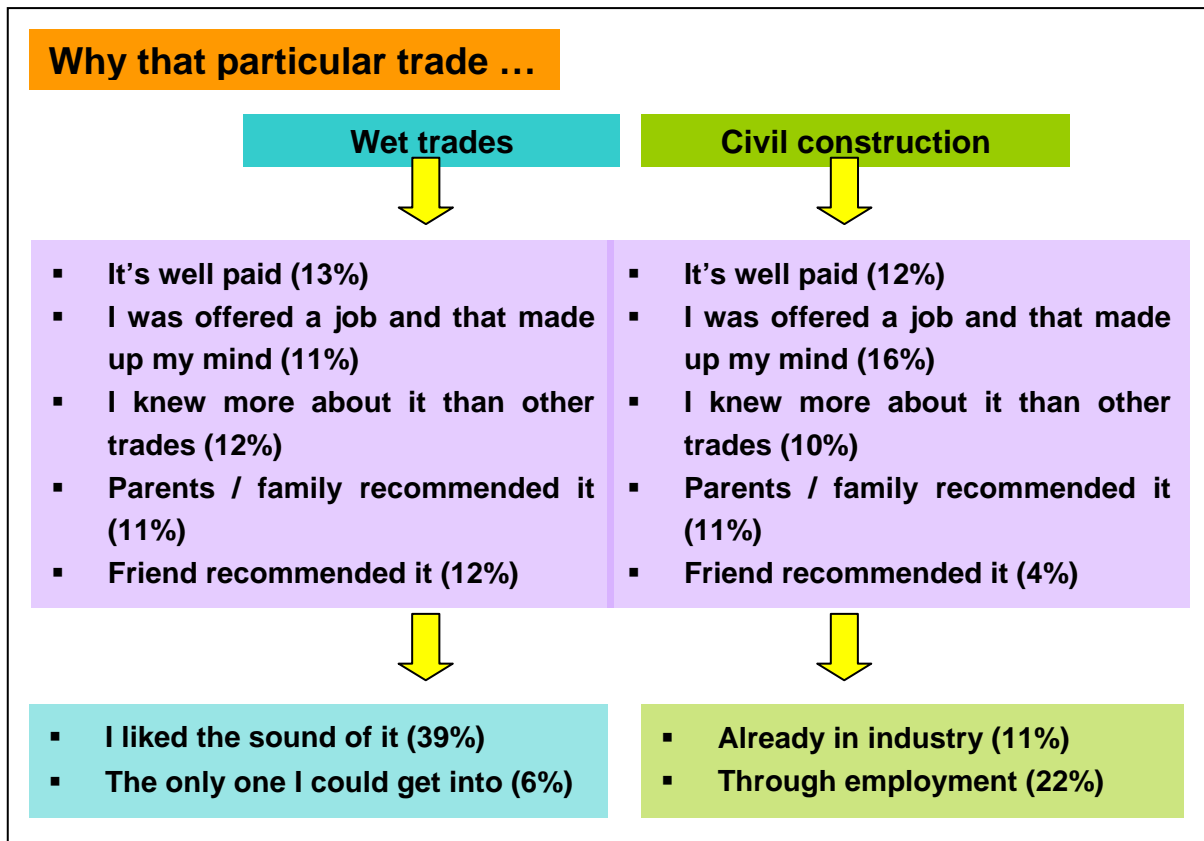 Why that particular trade …
Wet trades
Civil construction
▪ It’s well paid (13%)
▪ I was offered a job and that made
up my mind (11%)
▪ I knew more about it than other
trades (12%)
▪ Parents / family recommended it
(11%)
▪ Friend recommended it (12%)
▪ It’s well paid (12%)
▪ I was offered a job and that made
up my mind (16%)
▪ I knew more about it than other
trades (10%)
▪ Parents / family recommended it
(11%)
▪ Friend recommended it (4%)
▪ I liked the sound of it (39%)
▪ The only one I could get into (6%)
▪ Already in industry (11%)
▪ Through employment (22%)